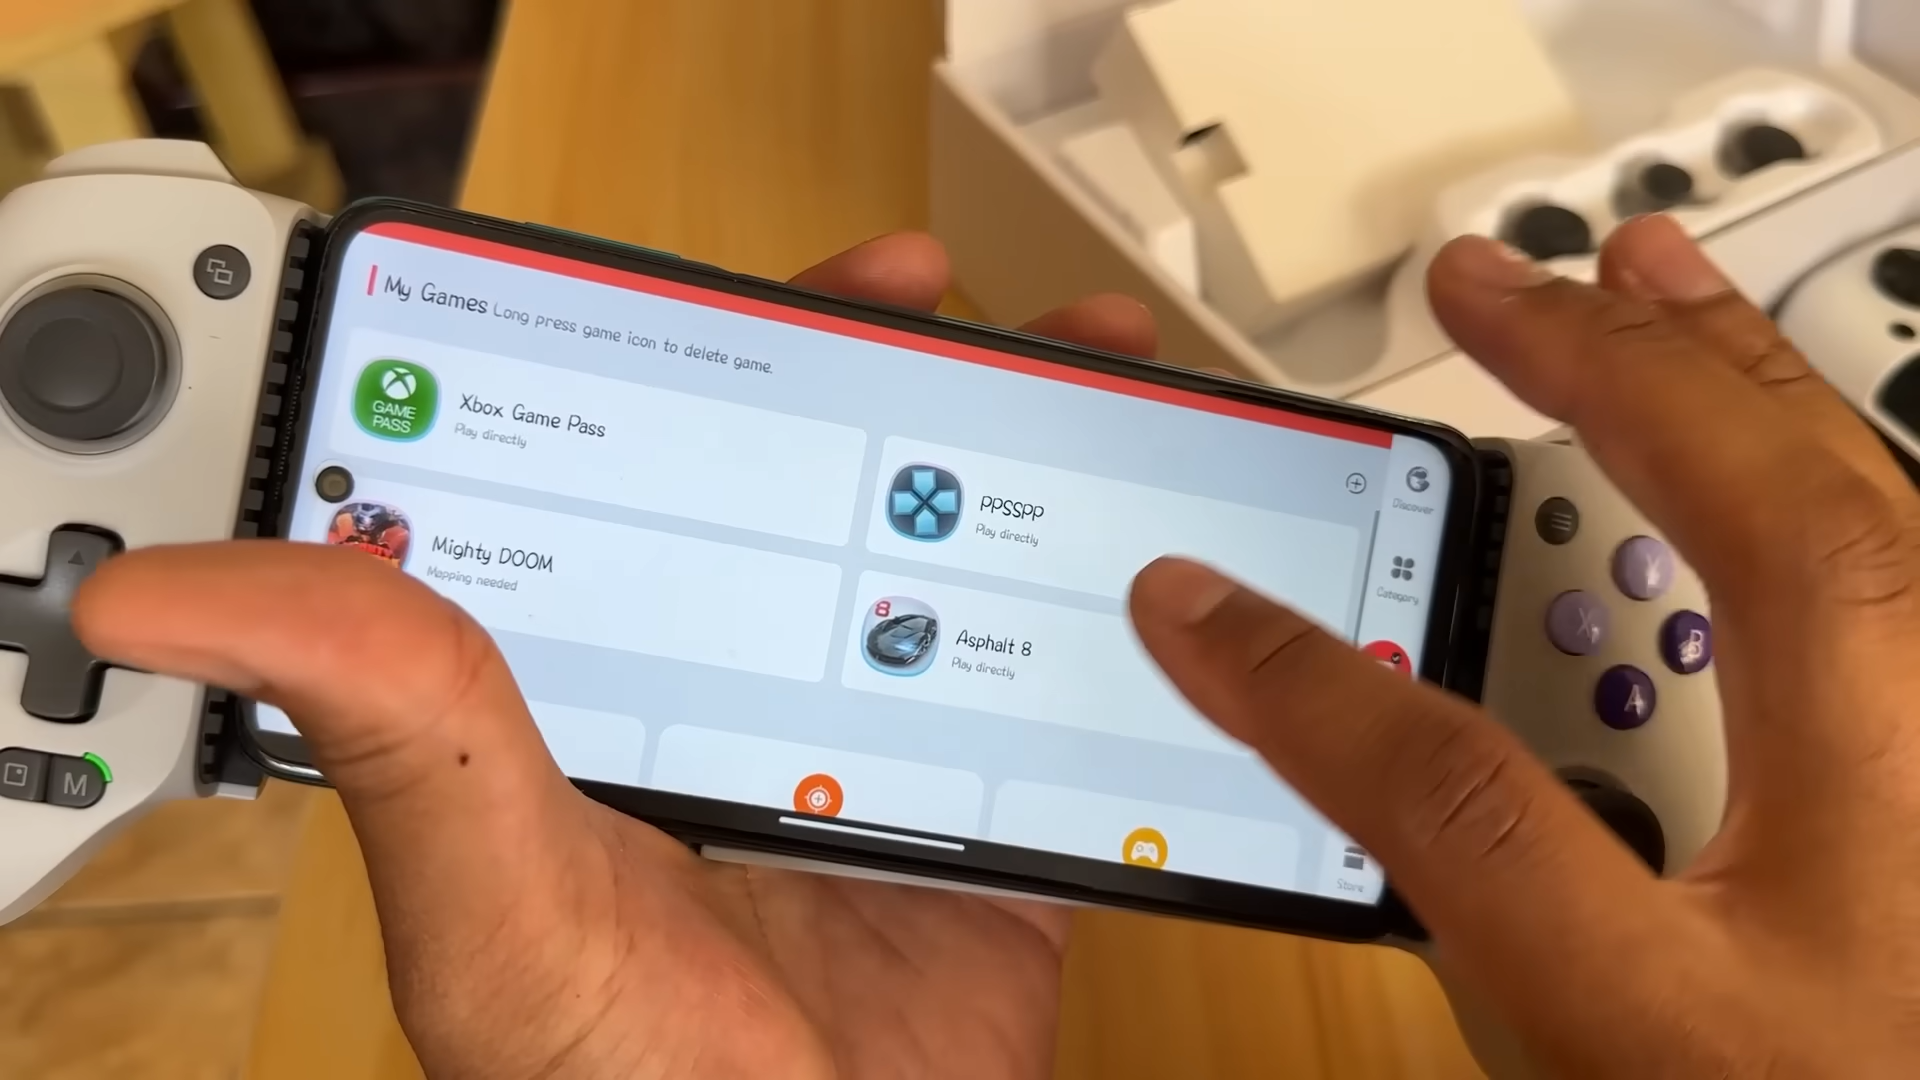 My Games Long press game icon to delete game.
GAME
PASS
Xbox Game Pass
Play directly
PPSSPP
Play directly
Mighty DOOM
Mapping needed
8
Asphalt 8
Play directly
Discover
Category
Store
M
Y
X
B
A